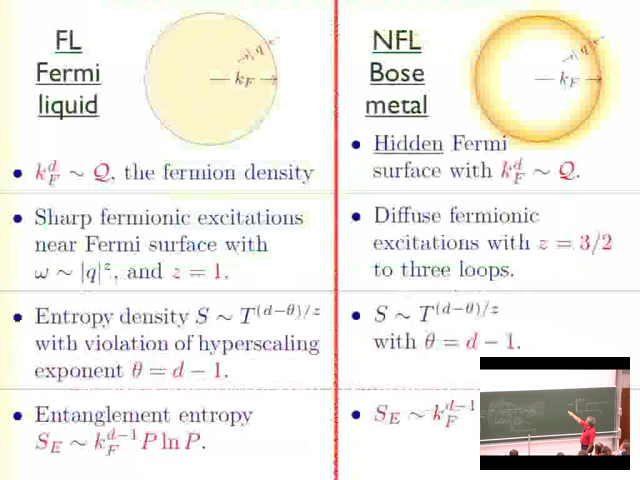 FL
Fermi
liquid
← k_F →
← q ←
• k_F^d ∼ Q, the fermion density
• Sharp fermionic excitations
near Fermi surface with
ω ∼ |q|^z, and z = 1.
• Entropy density S ∼ T^{(d−θ)/z}
with violation of hyperscaling
exponent θ = d − 1.
• Entanglement entropy
S_E ∼ k_F^{d−1} P ln P.
NFL
Bose
metal
← k_F →
← q ←
• Hidden Fermi
surface with k_F^d ∼ Q.
• Diffuse fermionic
excitations with z = 3/2
to three loops.
• S ∼ T^{(d−θ)/z}
with θ = d − 1.
• S_E ∼ k_F^{d−1}